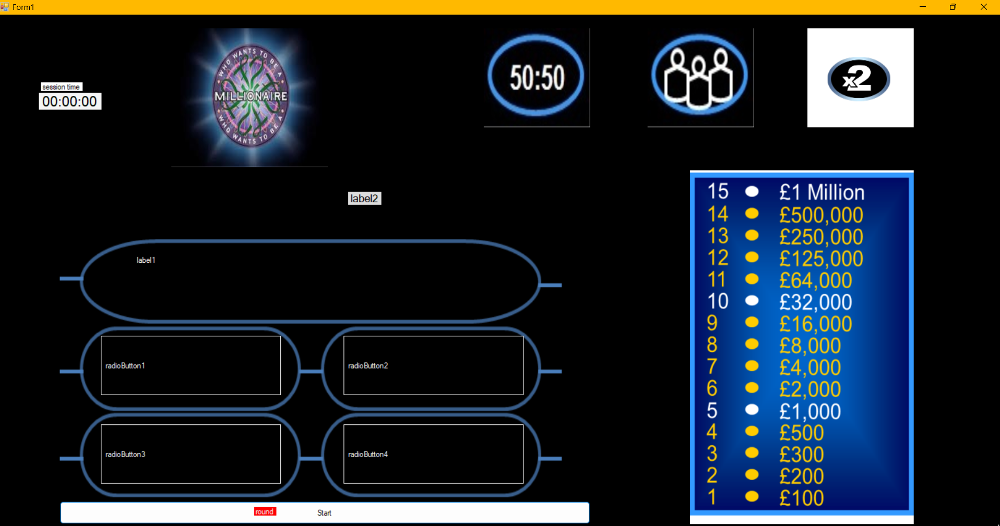 Form1
session time
00:00:00
WHO WANTS TO BE A
MILLIONAIRE
WHO WANTS TO BE A
50:50
x2
label2
label1
radioButton1
radioButton2
radioButton3
radioButton4
round
Start
15 £1 Million
14 £500,000
13 £250,000
12 £125,000
11 £64,000
10 £32,000
9 £16,000
8 £8,000
7 £4,000
6 £2,000
5 £1,000
4 £500
3 £300
2 £200
1 £100